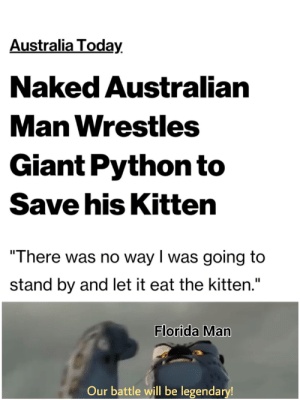 Australia Today
Naked Australian
Man Wrestles
Giant Python to
Save his Kitten
"There was no way I was going to
stand by and let it eat the kitten."
Florida Man
Our battle will be legendary!